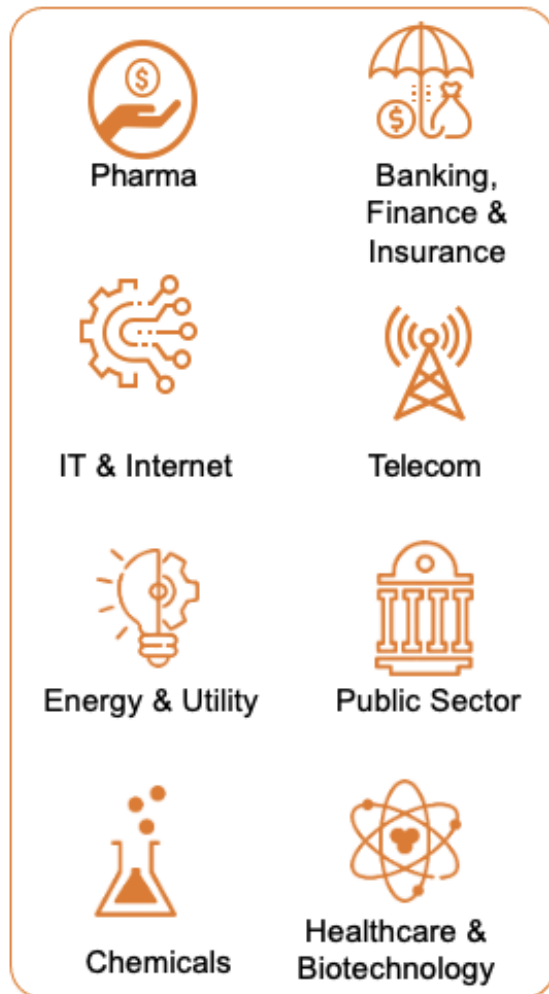 Pharma
Banking,
Finance &
Insurance
IT & Internet
Telecom
Energy & Utility
Public Sector
Chemicals
Healthcare &
Biotechnology